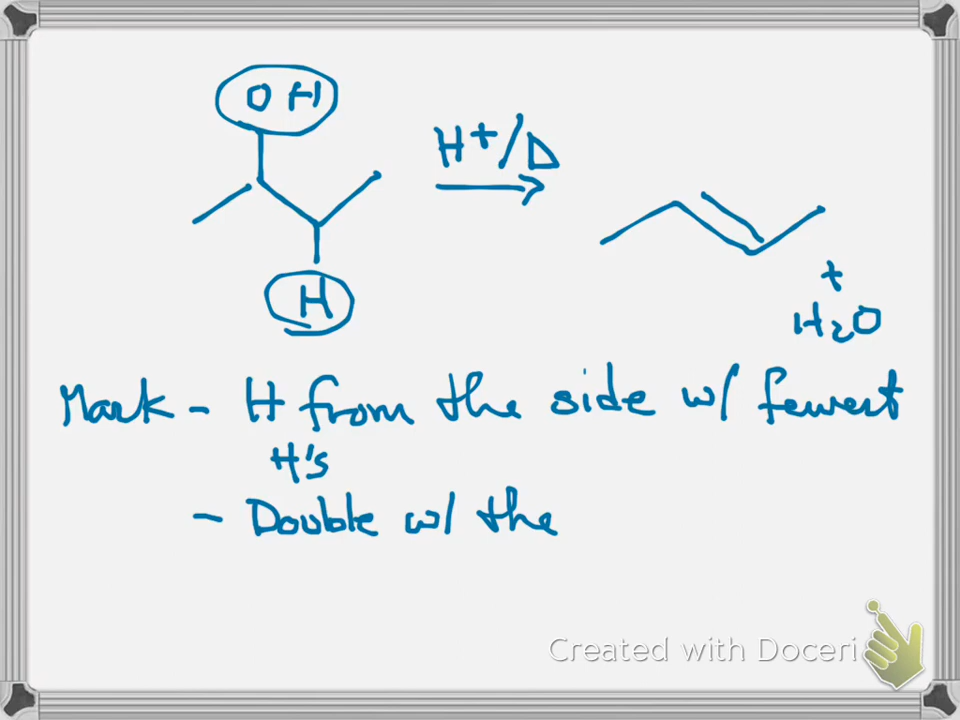 OH
H+/Δ
H
+
H2O
Mark - H from the side w/ fewest
H's
- Double w/ the
Created with Doceri